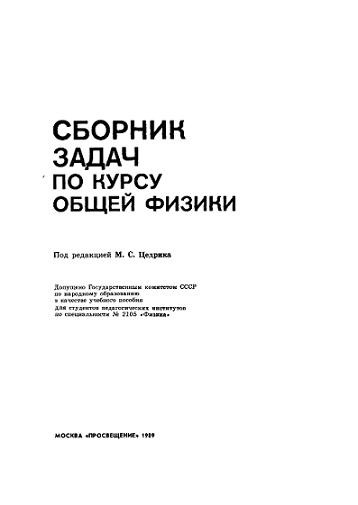 СБОРНИК
ЗАДАЧ
ПО КУРСУ
ОБЩЕЙ ФИЗИКИ
Под редакцией М. С. Цедрика
Допущено Государственным комитетом СССР
по народному образованию
в качестве учебного пособия
для студентов педагогических институтов
по специальности № 2105 «Физика»
МОСКВА «ПРОСВЕЩЕНИЕ» 1989